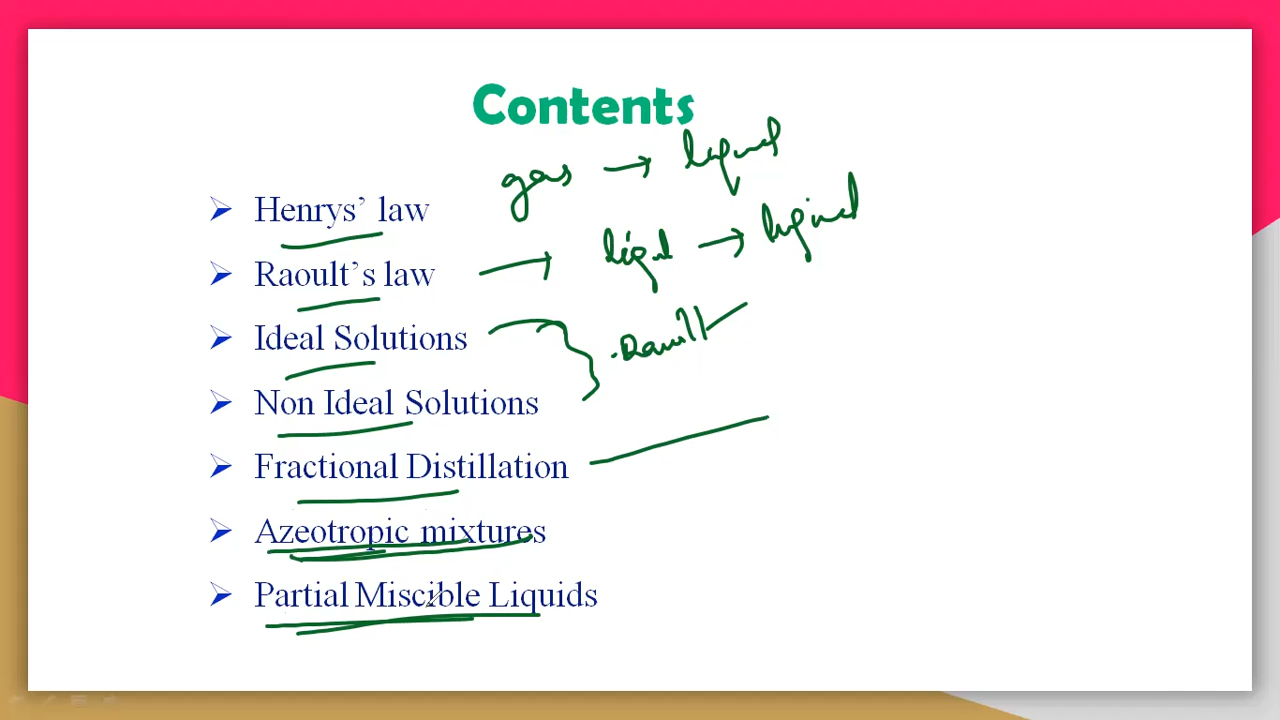 Contents
gas → liquid
➢ Henrys’ law
➢ Raoult’s law → liqd → liquid
➢ Ideal Solutions
Raoult
➢ Non Ideal Solutions
➢ Fractional Distillation
➢ Azeotropic mixtures
➢ Partial Miscible Liquids